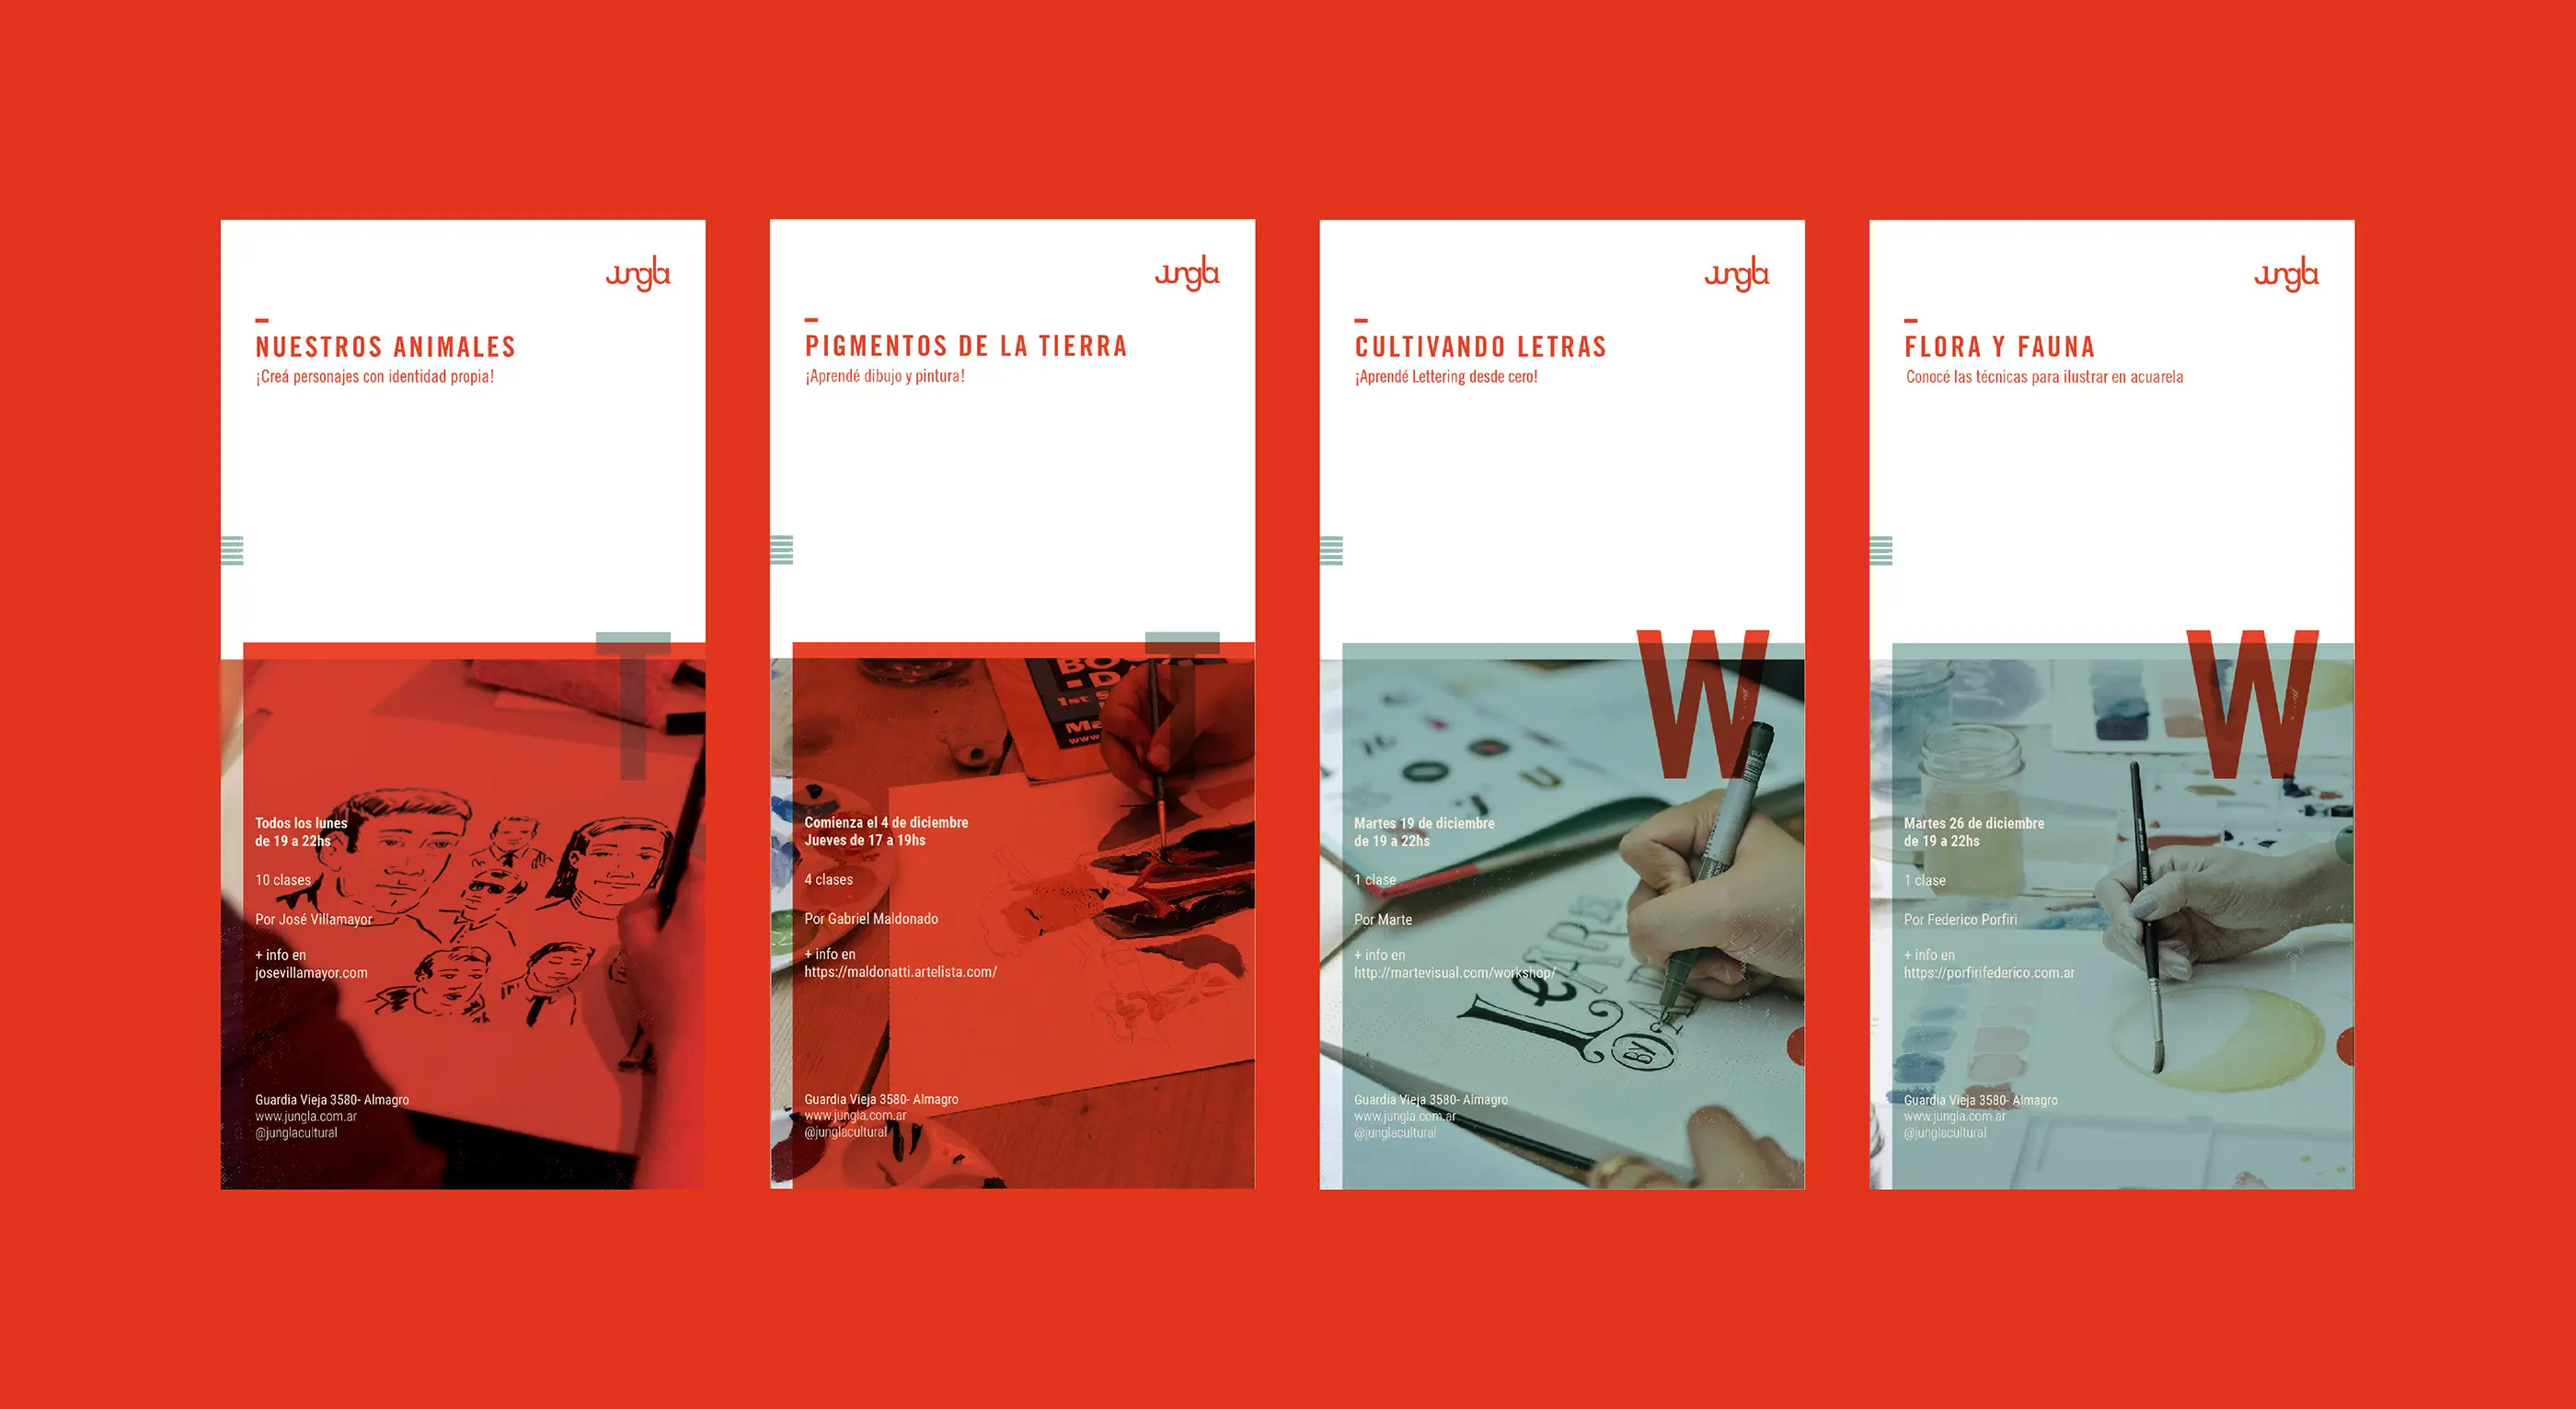 jungla
NUESTROS ANIMALES
¡Creá personajes con identidad propia!
T
Todos los lunes
de 19 a 22hs
10 clases
Por José Villamayor
+ info en
josevillamayor.com
Guardia Vieja 3580- Almagro
www.jungla.com.ar
@junglacultural
jungla
PIGMENTOS DE LA TIERRA
¡Aprendé dibujo y pintura!
T
1st S
Ma
www.
Comienza el 4 de diciembre
Jueves de 17 a 19hs
4 clases
Por Gabriel Maldonado
+ info en
https://maldonatti.artelista.com/
Guardia Vieja 3580- Almagro
www.jungla.com.ar
@junglacultural
jungla
CULTIVANDO LETRAS
¡Aprendé Lettering desde cero!
W
Martes 19 de diciembre
de 19 a 22hs
1 clase
Por Marte
+ info en
http://martevisual.com/workshop/
LEARN
BY
Guardia Vieja 3580- Almagro
www.jungla.com.ar
@junglacultural
jungla
FLORA Y FAUNA
Conocé las técnicas para ilustrar en acuarela
W
Martes 26 de diciembre
de 19 a 22hs
1 clase
Por Federico Porfiri
+ info en
https://porfirifederico.com.ar
Guardia Vieja 3580- Almagro
www.jungla.com.ar
@junglacultural